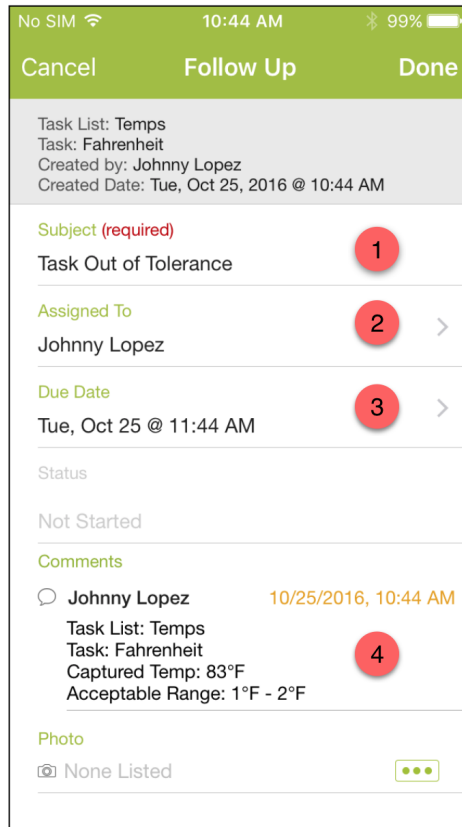 No SIM 10:44 AM 99%
Cancel Follow Up Done
Task List: Temps
Task: Fahrenheit
Created by: Johnny Lopez
Created Date: Tue, Oct 25, 2016 @ 10:44 AM
Subject (required)
1
Task Out of Tolerance
Assigned To
2
Johnny Lopez
Due Date
3
Tue, Oct 25 @ 11:44 AM
Status
Not Started
Comments
Johnny Lopez 10/25/2016, 10:44 AM
Task List: Temps
Task: Fahrenheit
4
Captured Temp: 83°F
Acceptable Range: 1°F - 2°F
Photo
None Listed